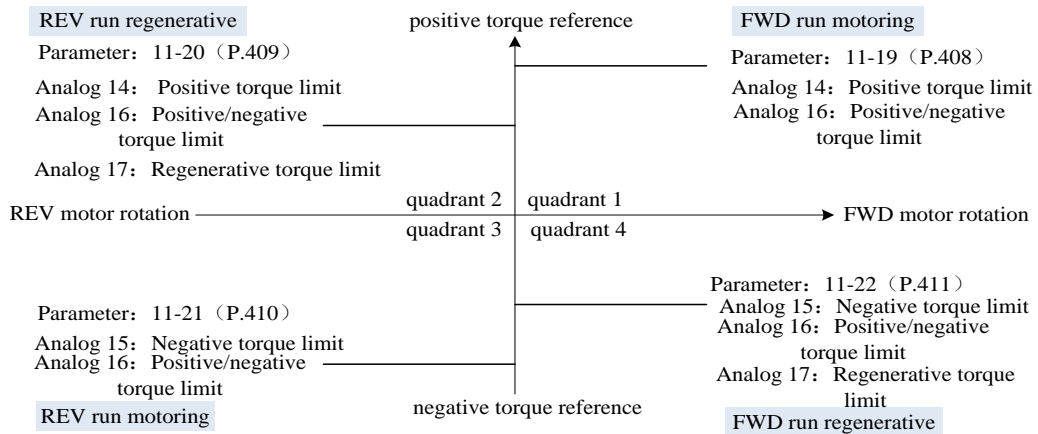 REV run regenerative
Parameter：11-20（P.409）
Analog 14： Positive torque limit
Analog 16：Positive/negative
torque limit
Analog 17：Regenerative torque limit
positive torque reference
FWD run motoring
Parameter：11-19（P.408）
Analog 14：Positive torque limit
Analog 16：Positive/negative
torque limit
REV motor rotation
quadrant 2
quadrant 1
quadrant 3
quadrant 4
FWD motor rotation
Parameter：11-21（P.410）
Analog 15：Negative torque limit
Analog 16：Positive/negative
torque limit
REV run motoring
negative torque reference
Parameter：11-22（P.411）
Analog 15：Negative torque limit
Analog 16：Positive/negative
torque limit
Analog 17：Regenerative torque
limit
FWD run regenerative